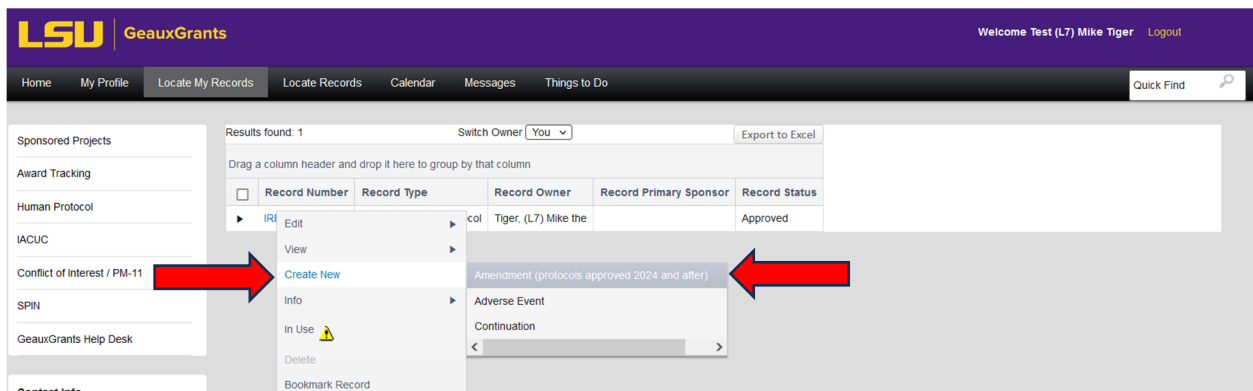 LSU GeauxGrants
Welcome Test (L7) Mike Tiger Logout
Home My Profile Locate My Records Locate Records Calendar Messages Things to Do
Quick Find
Sponsored Projects
Award Tracking
Human Protocol
IACUC
Conflict of Interest / PM-11
SPIN
GeauxGrants Help Desk
Results found: 1 Switch Owner You Export to Excel
Drag a column header and drop it here to group by that column
Record Number Record Type Record Owner Record Primary Sponsor Record Status
Tiger, (L7) Mike the Approved
Edit
View
Create New
Info
In Use
Delete
Bookmark Record
Amendment (protocols approved 2024 and after)
Adverse Event
Continuation